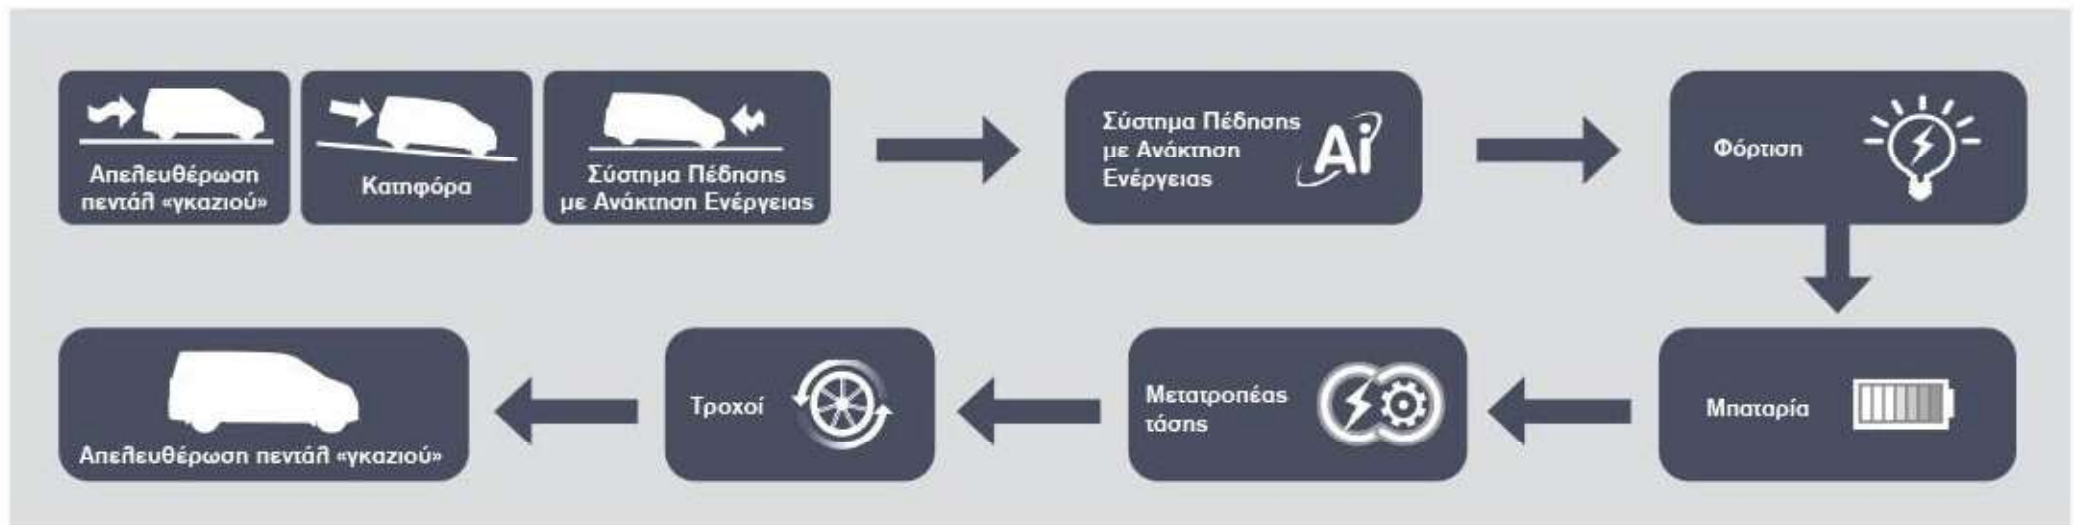 Απελευθέρωση
πεντάλ «γκαζιού»
Κατηφόρα
Σύστημα Πέδησης
με Ανάκτηση Ενέργειας
Σύστημα Πέδησης
με Ανάκτηση
Ενέργειας
Ai
Φόρτιση
Απελευθέρωση πεντάλ «γκαζιού»
Τροχοί
Μετατροπέας
τάσης
Μπαταρία